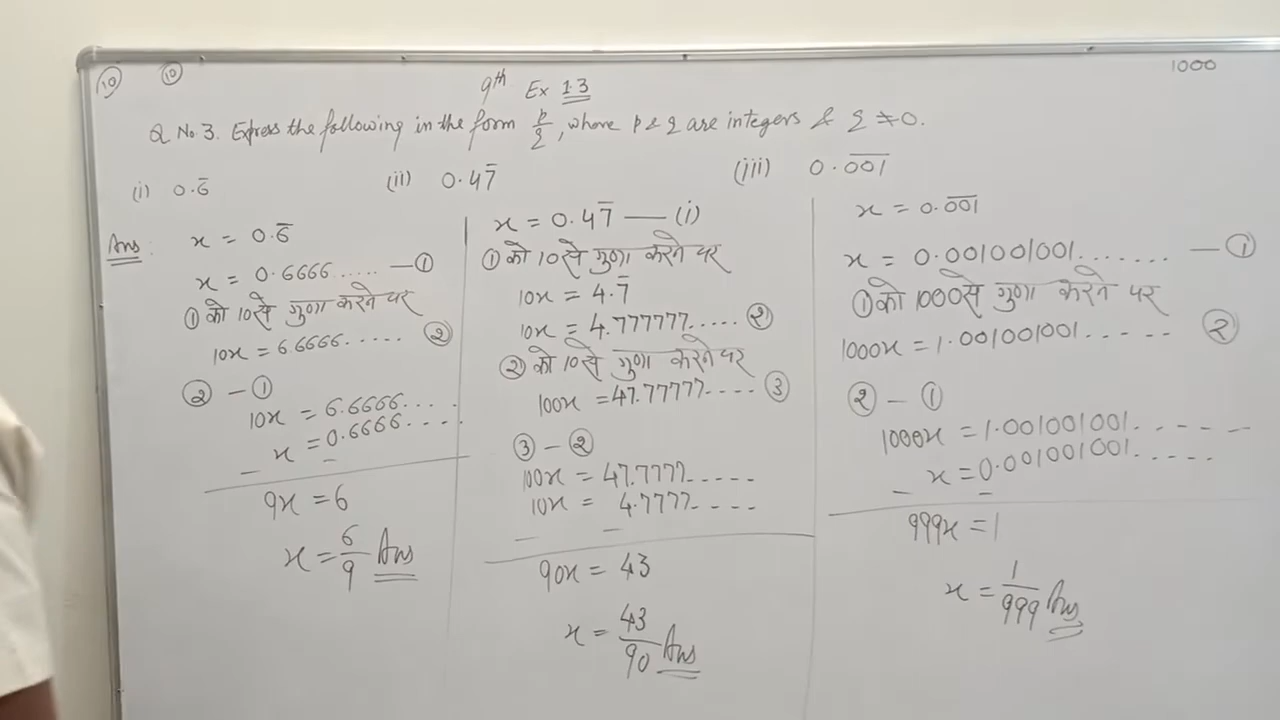 10 10
1000
9th Ex 1.3
Q No. 3. Express the following in the form p/q, where p & q are integers & q ≠ 0.
(i) 0.6̅
(ii) 0.47̅
(iii) 0.0̅0̅1̅
Ans:
x = 0.6̅
x = 0.6666..... — ①
① को 10 से गुणा करने पर
10x = 6.6666..... ②
② - ①
10x = 6.6666....
x = 0.6666....
- -
9x = 6
x = 6/9 Ans
x = 0.47̅ — (i)
① को 10 से गुणा करने पर
10x = 4.7̅
10x = 4.777777..... ②
② को 10 से गुणा करने पर
100x = 47.77777.... ③
③ - ②
100x = 47.7777.....
10x = 4.7777....
- -
90x = 43
x = 43/90 Ans
x = 0.0̅0̅1̅
x = 0.001001001....... — ①
① को 1000 से गुणा करने पर
1000x = 1.001001001...... ②
② - ①
1000x = 1.001001001.....
x = 0.001001001.....
- -
999x = 1
x = 1/999 Ans